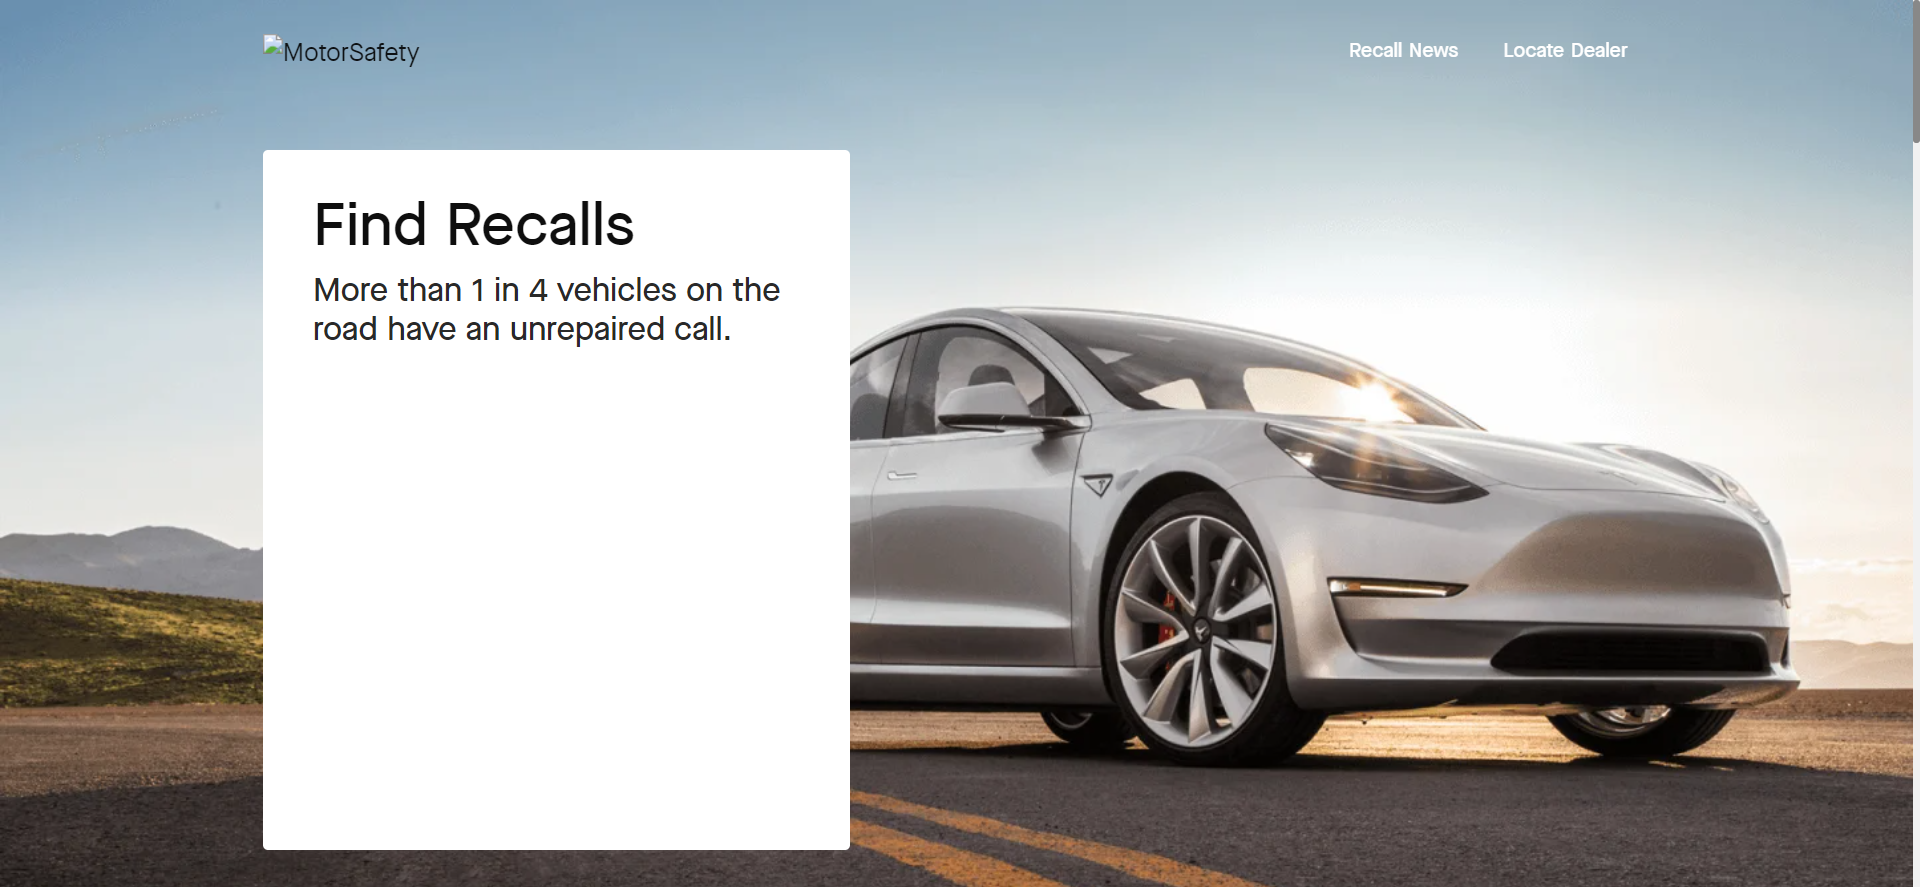 MotorSafety
Recall News
Locate Dealer
Find Recalls
More than 1 in 4 vehicles on the
road have an unrepaired call.